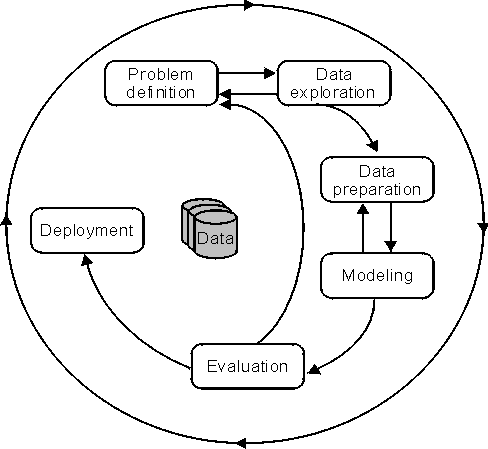 Problem
definition
Data
exploration
Data
preparation
Deployment
Data
Modeling
Evaluation